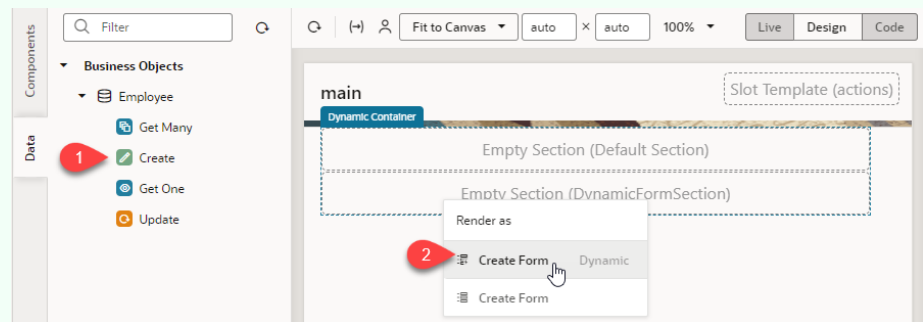 Components
Data
Filter
Business Objects
Employee
Get Many
1
Create
Get One
Update
Fit to Canvas
auto
×
auto
100%
Live
Design
Code
main
Slot Template (actions)
Dynamic Container
Empty Section (Default Section)
Empty Section (DynamicFormSection)
Render as
2
Create Form
Dynamic
Create Form